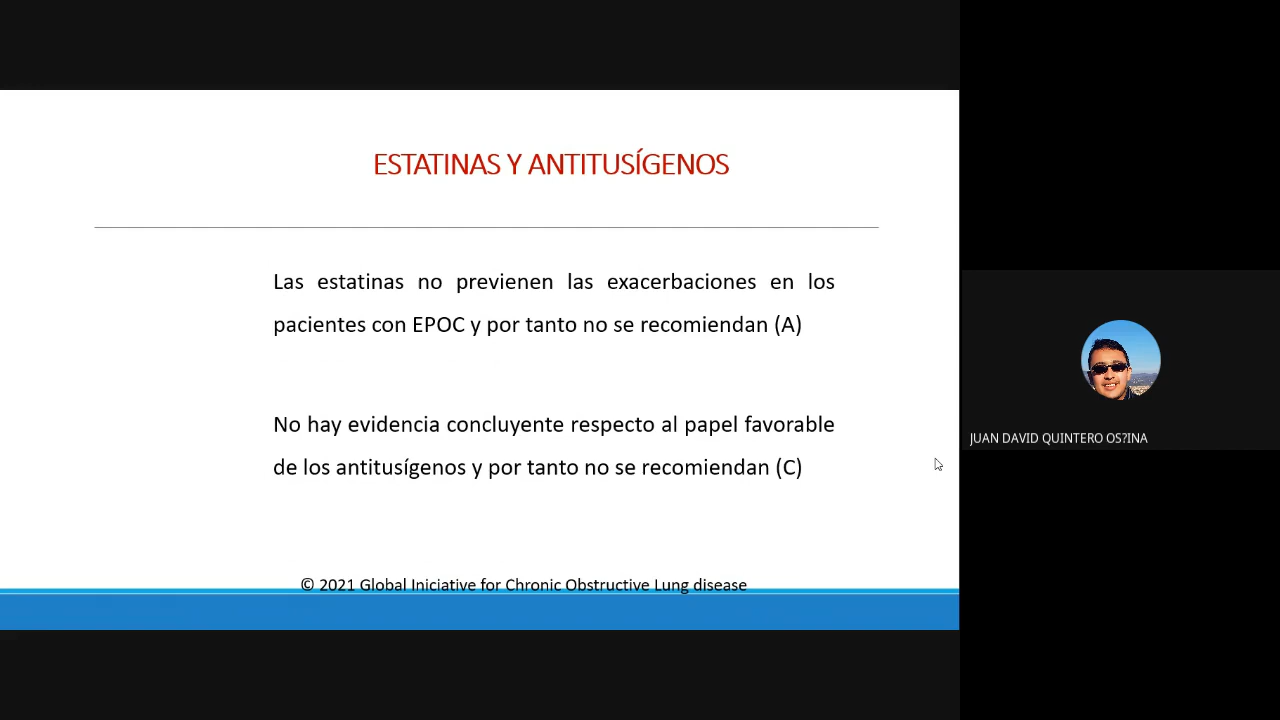 ESTATINAS Y ANTITUSÍGENOS
Las estatinas no previenen las exacerbaciones en los
pacientes con EPOC y por tanto no se recomiendan (A)
No hay evidencia concluyente respecto al papel favorable
de los antitusígenos y por tanto no se recomiendan (C)
© 2021 Global Iniciative for Chronic Obstructive Lung disease
JUAN DAVID QUINTERO OS?INA